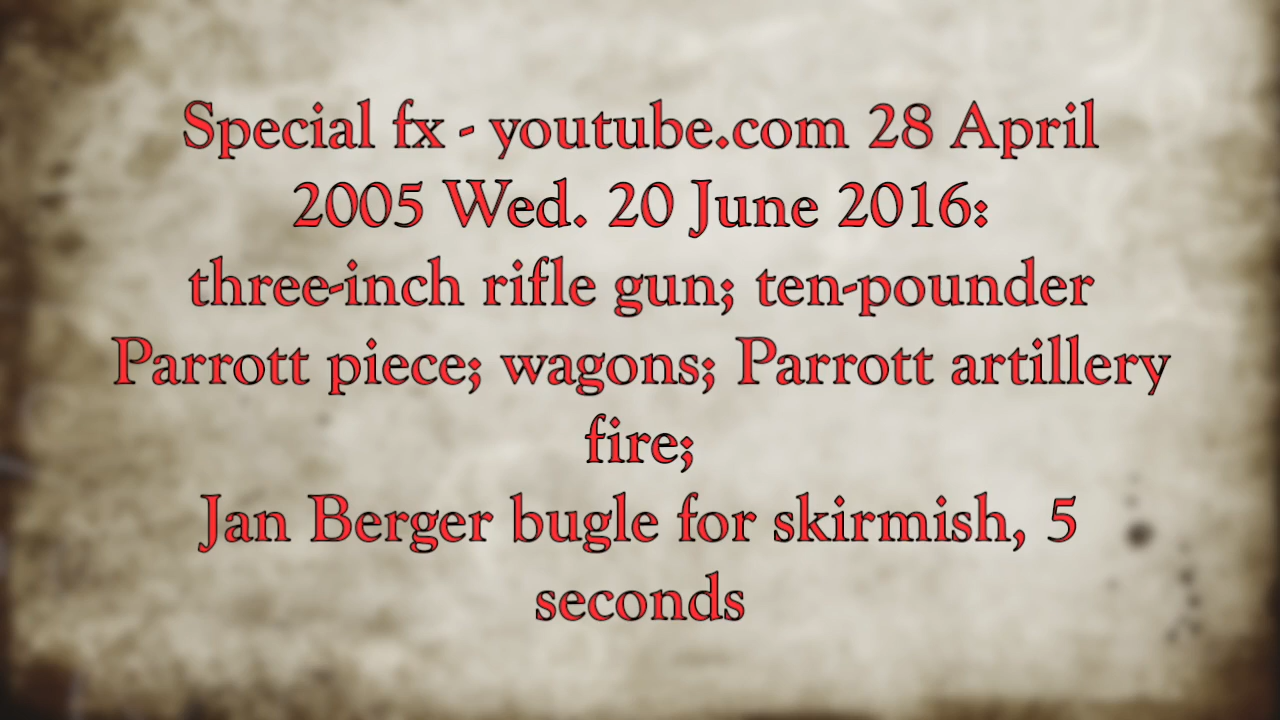 Special fx - youtube.com 28 April
2005 Wed. 20 June 2016:
three-inch rifle gun; ten-pounder
Parrott piece; wagons; Parrott artillery
fire;
Jan Berger bugle for skirmish, 5
seconds